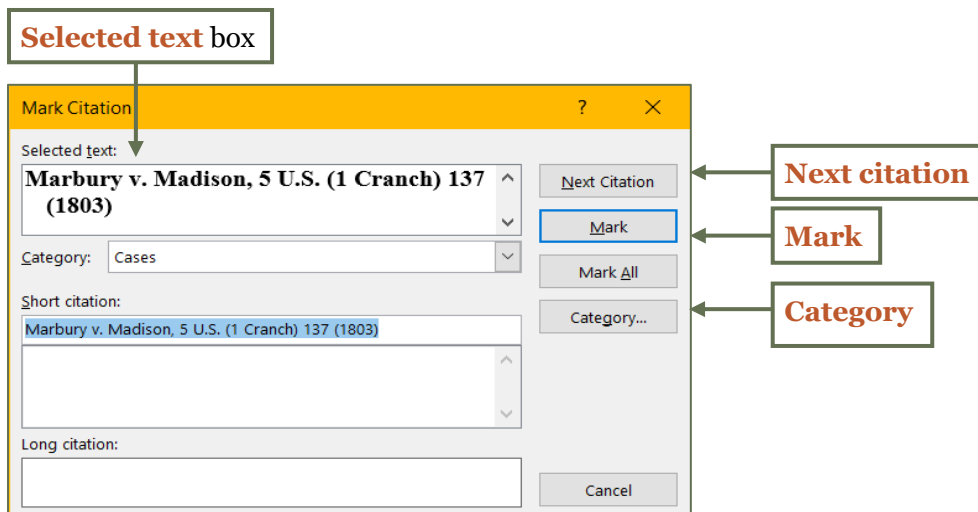 Selected text box
Mark Citation ? ×
Selected text:
Marbury v. Madison, 5 U.S. (1 Cranch) 137
(1803)
Next Citation
Next citation
Mark
Mark
Category: Cases
Mark All
Short citation:
Marbury v. Madison, 5 U.S. (1 Cranch) 137 (1803)
Category...
Category
Long citation:
Cancel